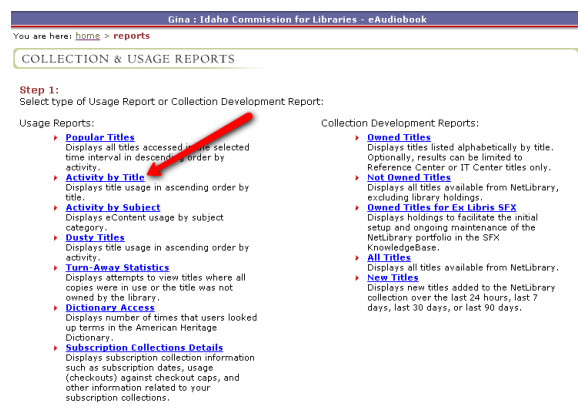 Gina : Idaho Commission for Libraries - eAudiobook
You are here: home > reports
COLLECTION & USAGE REPORTS
Step 1:
Select type of Usage Report or Collection Development Report:
Usage Reports:
Popular Titles
Displays all titles accessed in the selected
time interval in descending order by
activity.
Activity by Title
Displays title usage in ascending order by
title.
Activity by Subject
Displays eContent usage by subject
category.
Dusty Titles
Displays title usage in ascending order by
activity.
Turn-Away Statistics
Displays attempts to view titles where all
copies were in use or the title was not
owned by the library.
Dictionary Access
Displays number of times that users looked
up terms in the American Heritage
Dictionary.
Subscription Collections Details
Displays subscription collection information
such as subscription dates, usage
(checkouts) against checkout caps, and
other information related to your
subscription collections.
Collection Development Reports:
Owned Titles
Displays titles listed alphabetically by title.
Optionally, results can be limited to
Reference Center or IT Center titles only.
Not Owned Titles
Displays all titles available from NetLibrary,
excluding library holdings.
Owned Titles for Ex Libris SFX
Displays holdings to facilitate the initial
setup and ongoing maintenance of the
NetLibrary portfolio in the SFX
KnowledgeBase.
All Titles
Displays all titles available from NetLibrary.
New Titles
Displays new titles added to the NetLibrary
collection over the last 24 hours, last 7
days, last 30 days, or last 90 days.